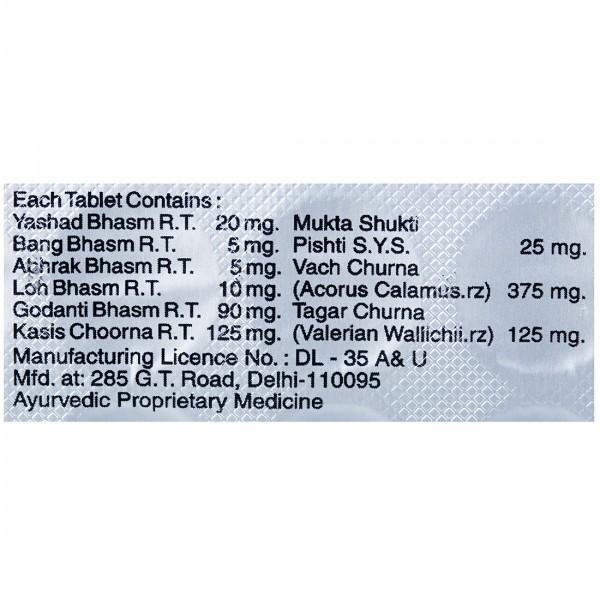 Each Tablet Contains :
Yashad Bhasm R.T. 20 mg. Mukta Shukti
Bang Bhasm R.T. 5 mg. Pishti S.Y.S. 25 mg.
Abhrak Bhasm R.T. 5 mg. Vach Churna
Loh Bhasm R.T. 10 mg. (Acorus Calamus.rz) 375 mg.
Godanti Bhasm R.T. 90 mg. Tagar Churna
Kasis Choorna R.T. 125 mg. (Valerian Wallichii.rz) 125 mg.
Manufacturing Licence No. : DL - 35 A& U
Mfd. at: 285 G.T. Road, Delhi-110095
Ayurvedic Proprietary Medicine